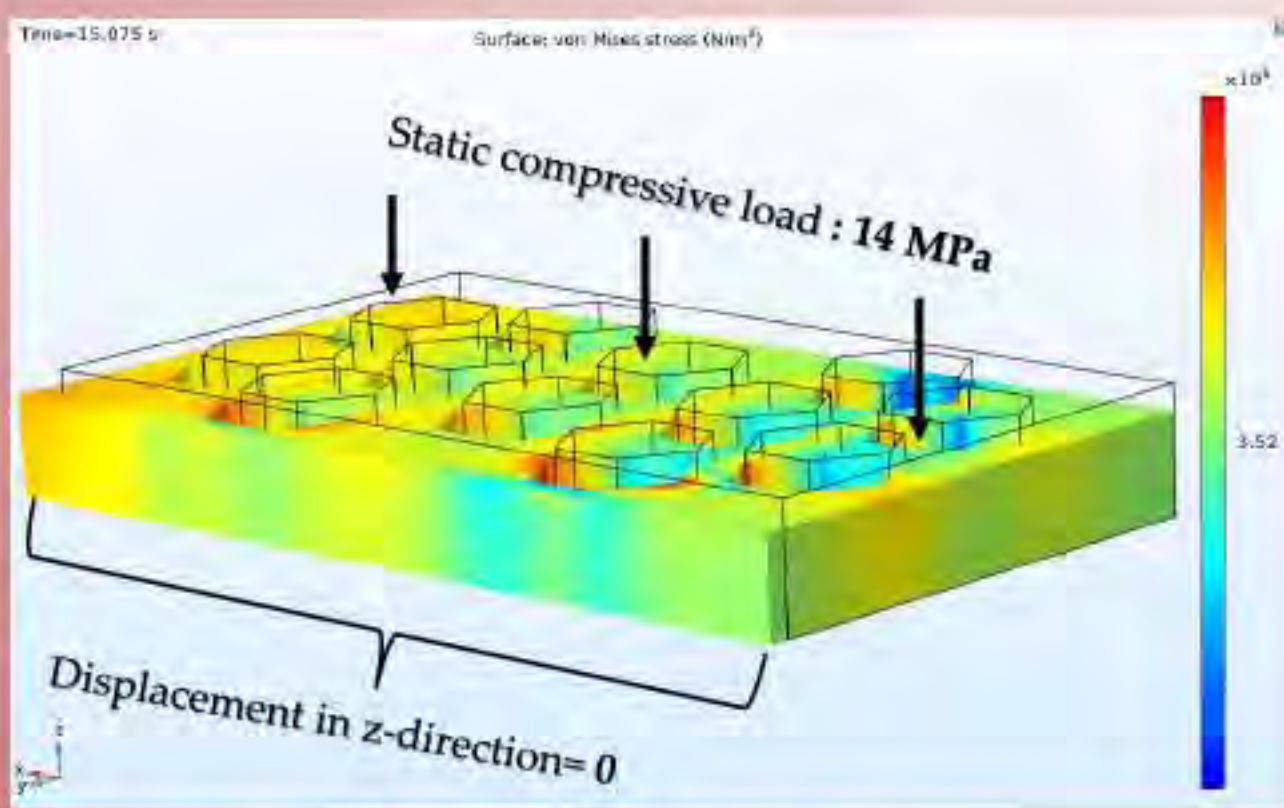 Time=15.075 s
Surface: von Mises stress (N/m²)
Static compressive load : 14 MPa
3.52
Displacement in z-direction= 0
z
x
y